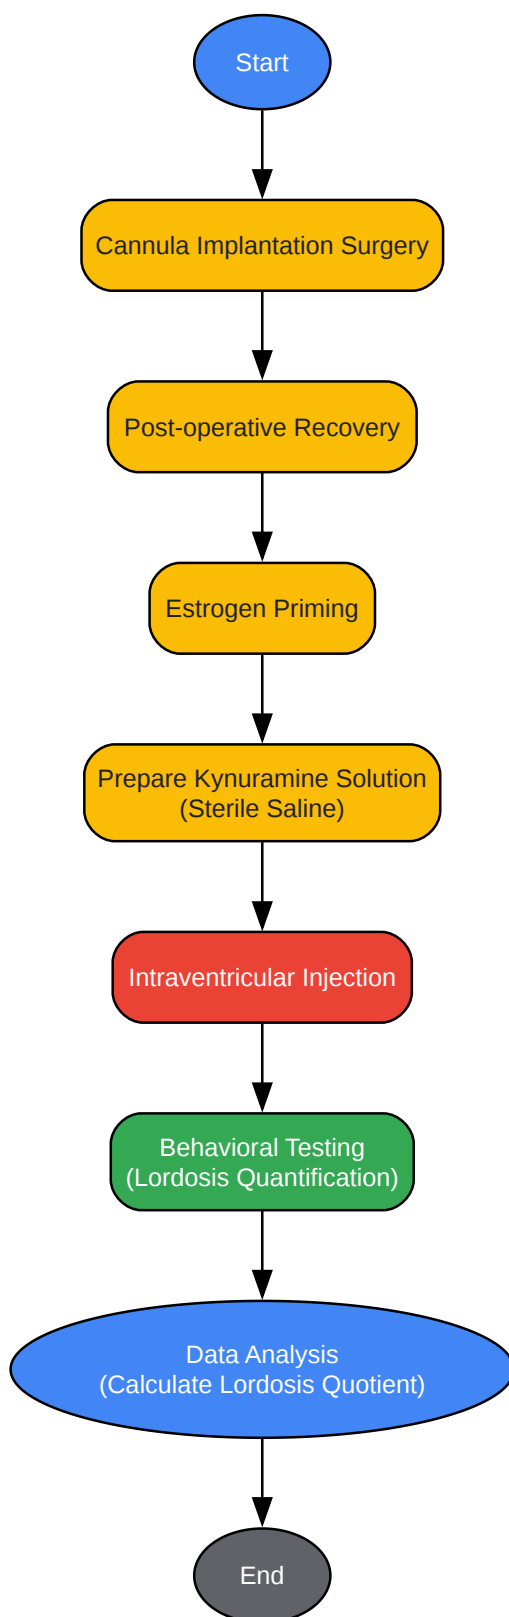 Start
Cannula Implantation Surgery
Post-operative Recovery
Estrogen Priming
Prepare Kynuramine Solution
(Sterile Saline)
Intraventricular Injection
Behavioral Testing
(Lordosis Quantification)
Data Analysis
(Calculate Lordosis Quotient)
End